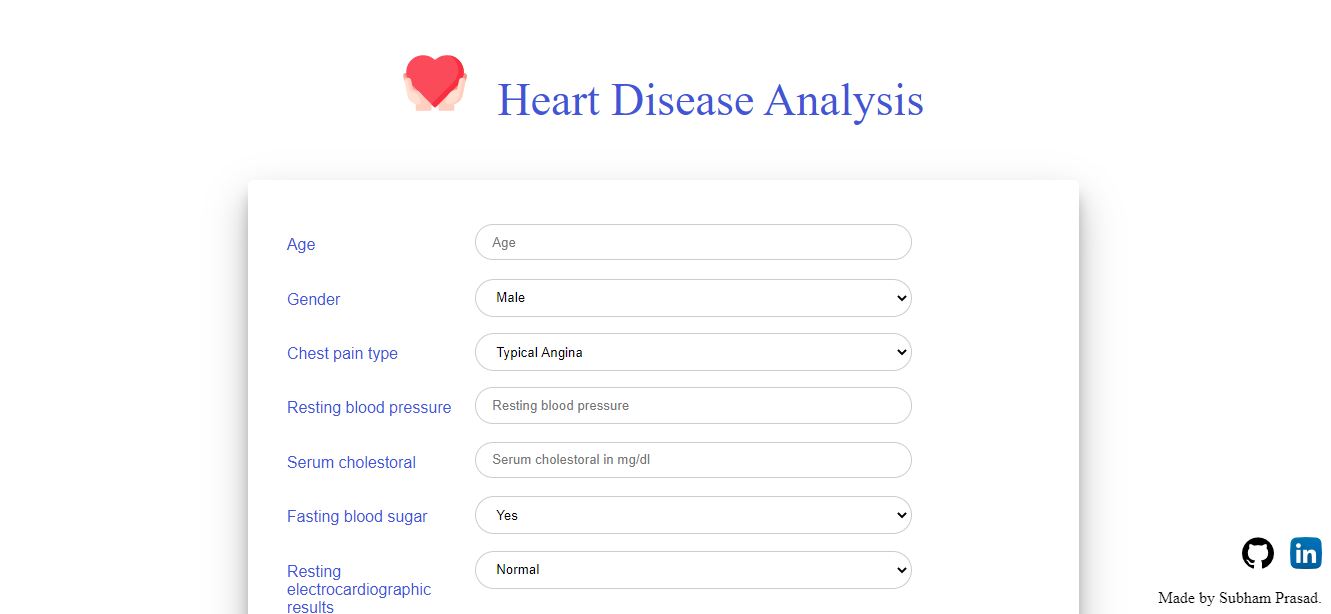 Heart Disease Analysis
Age
Age
Gender
Male
Chest pain type
Typical Angina
Resting blood pressure
Resting blood pressure
Serum cholestoral
Serum cholestoral in mg/dl
Fasting blood sugar
Yes
Resting
electrocardiographic
results
Normal
in
Made by Subham Prasad.